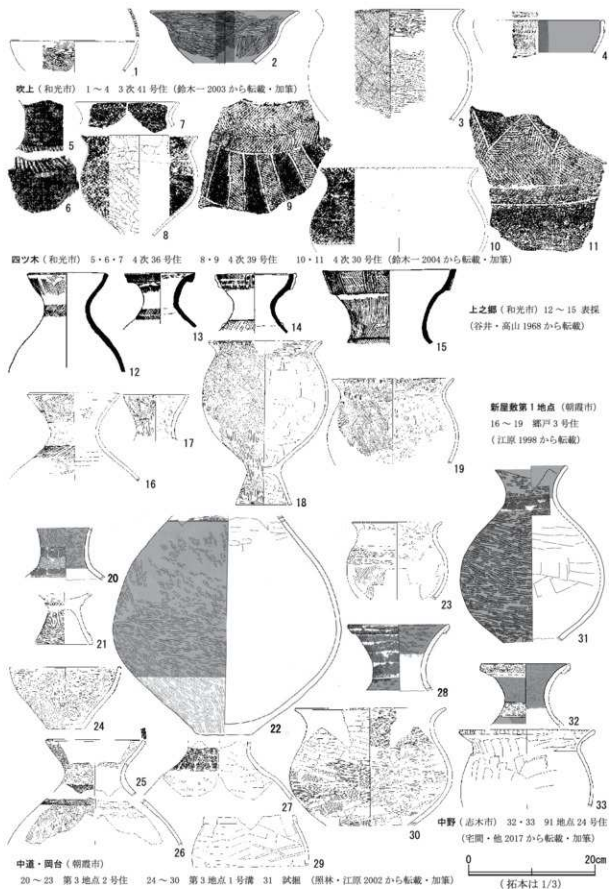 1
2
3
4
吹上（和光市） 1～4 3次41号住（鈴木一2003から転載・加筆）
5
6
7
8
9
10
11
四ツ木（和光市） 5・6・7 4次36号住 8・9 4次39号住 10・11 4次30号住（鈴木一2004から転載・加筆）
12
13
14
15
上之郷（和光市）12～15 表採
（谷井・高山1968から転載）
16
17
18
19
新屋敷第1地点（朝霞市）
16～19 郷戸3号住
（江原1998から転載）
20
21
22
23
24
25
26
27
28
29
30
31
32
33
中野（志木市） 32・33 91地点24号住
（宅間・他2017から転載・加筆）
中道・岡台（朝霞市）
20～23 第3地点2号住 24～30 第3地点1号溝 31 試掘 （照林・江原2002から転載・加筆）
0 20cm
（拓本は1/3）